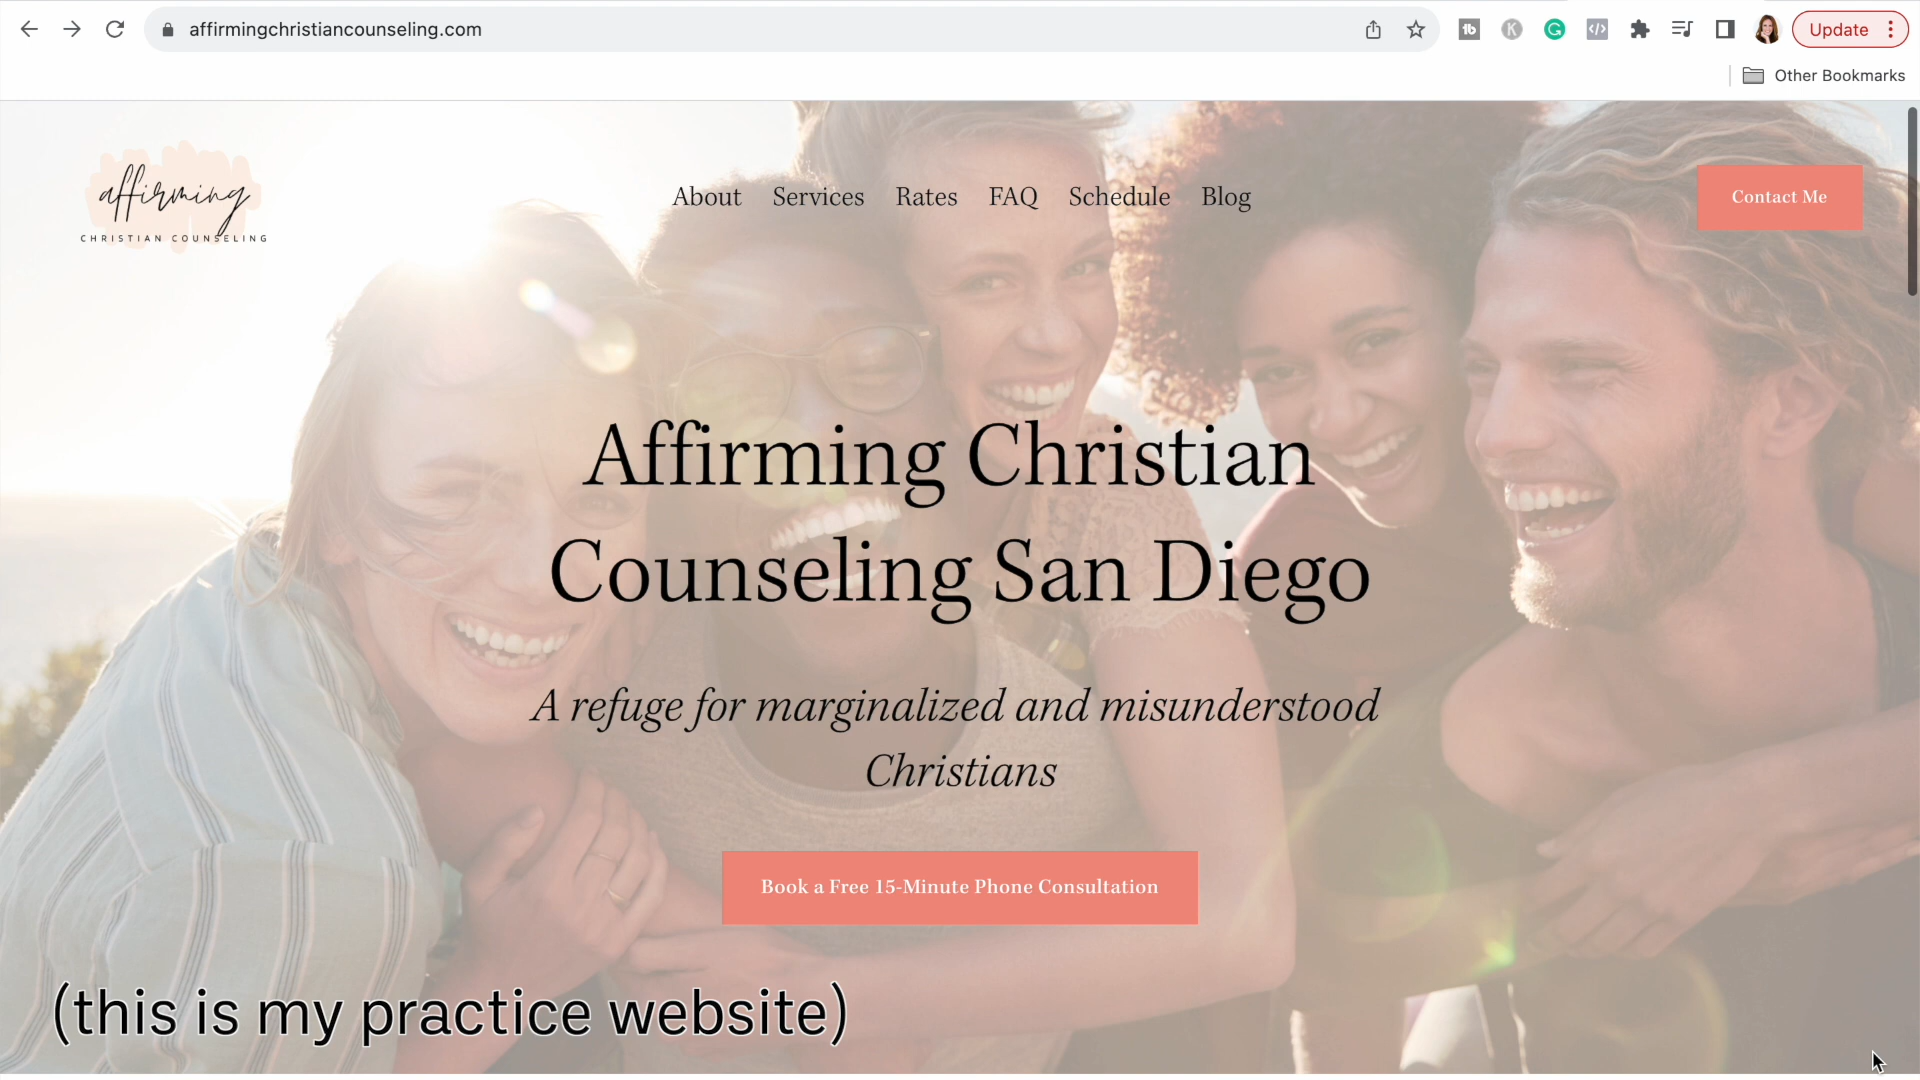 affirmingchristiancounseling.com
Update
Other Bookmarks
affirming
CHRISTIAN COUNSELING
About Services Rates FAQ Schedule Blog
Contact Me
Affirming Christian
Counseling San Diego
A refuge for marginalized and misunderstood
Christians
Book a Free 15-Minute Phone Consultation
(this is my practice website)